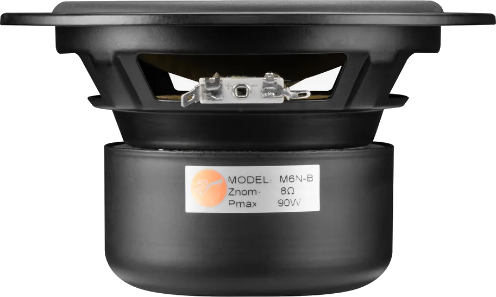 MODEL: M6N-B
Znom: 8Ω
Pmax 90W